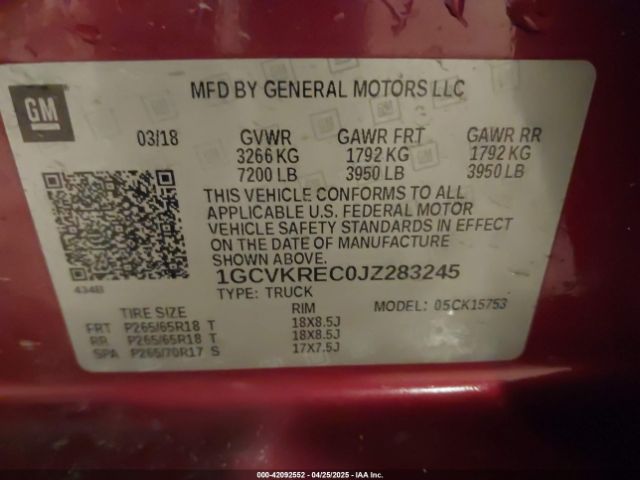 GM
MFD BY GENERAL MOTORS LLC
03/18 GVWR GAWR FRT GAWR RR
3266 KG 1792 KG 1792 KG
7200 LB 3950 LB 3950 LB
THIS VEHICLE CONFORMS TO ALL
APPLICABLE U.S. FEDERAL MOTOR
VEHICLE SAFETY STANDARDS IN EFFECT
ON THE DATE OF MANUFACTURE
SHOWN ABOVE.
434B
1GCVKREC0JZ283245
TYPE: TRUCK
MODEL: 05CK15753
TIRE SIZE RIM
FRT P265/65R18 T 18X8.5J
RR P265/65R18 T 18X8.5J
SPA P265/70R17 S 17X7.5J
000-42092552 - 04/25/2025 - IAA Inc.